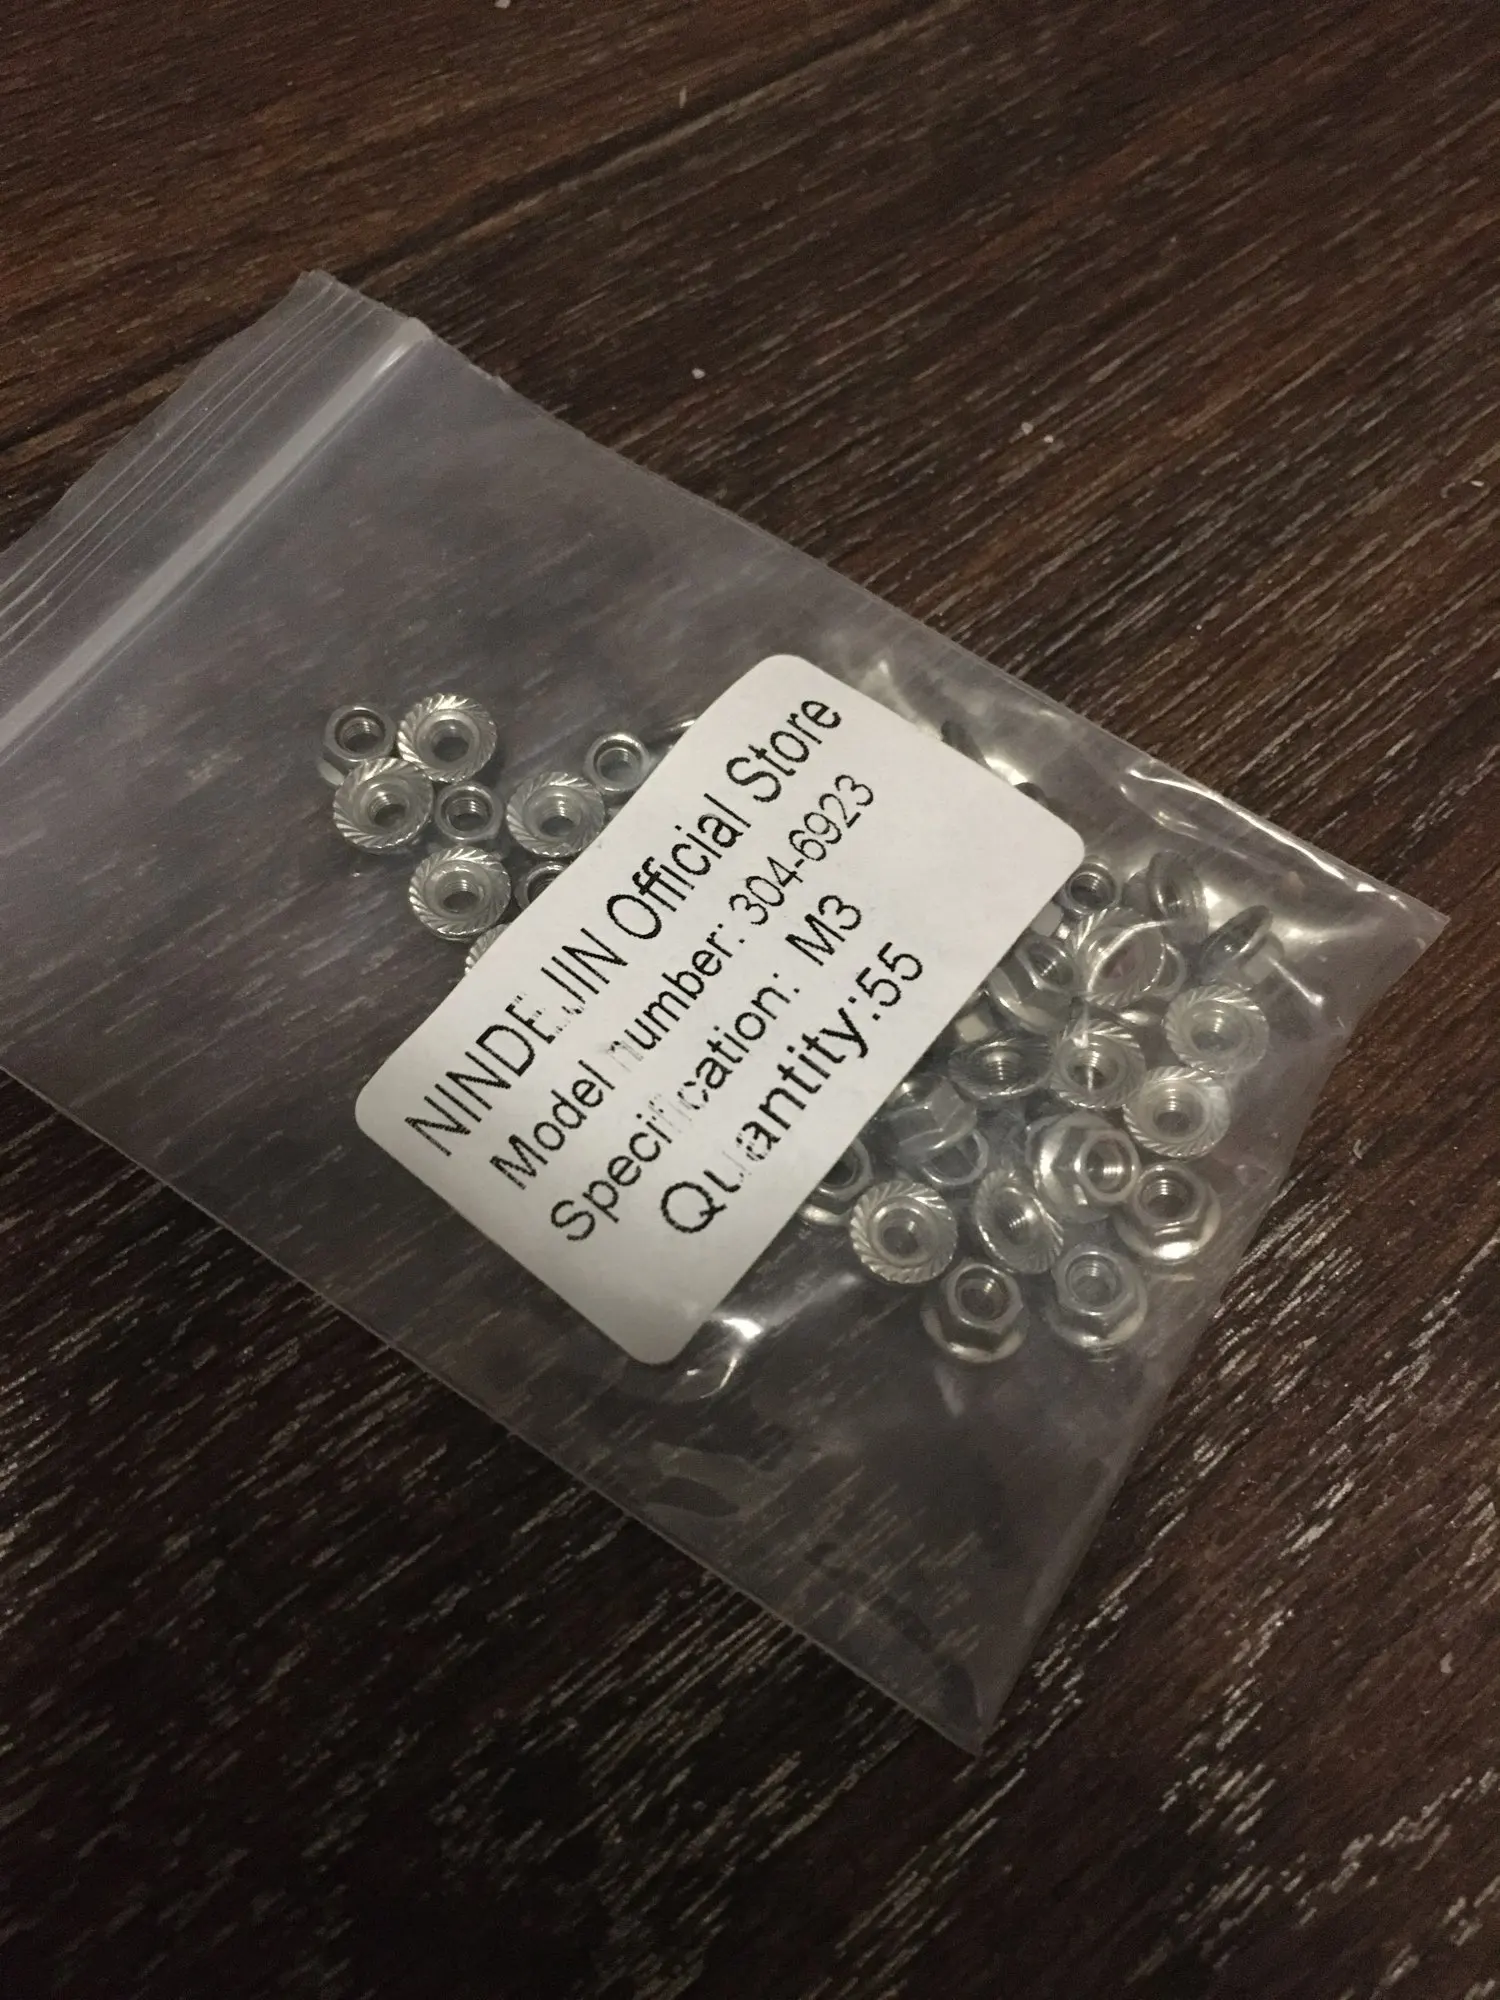 NINDEJIN Official Store
Model number: 304-6923
Specification: M3
Quantity:55